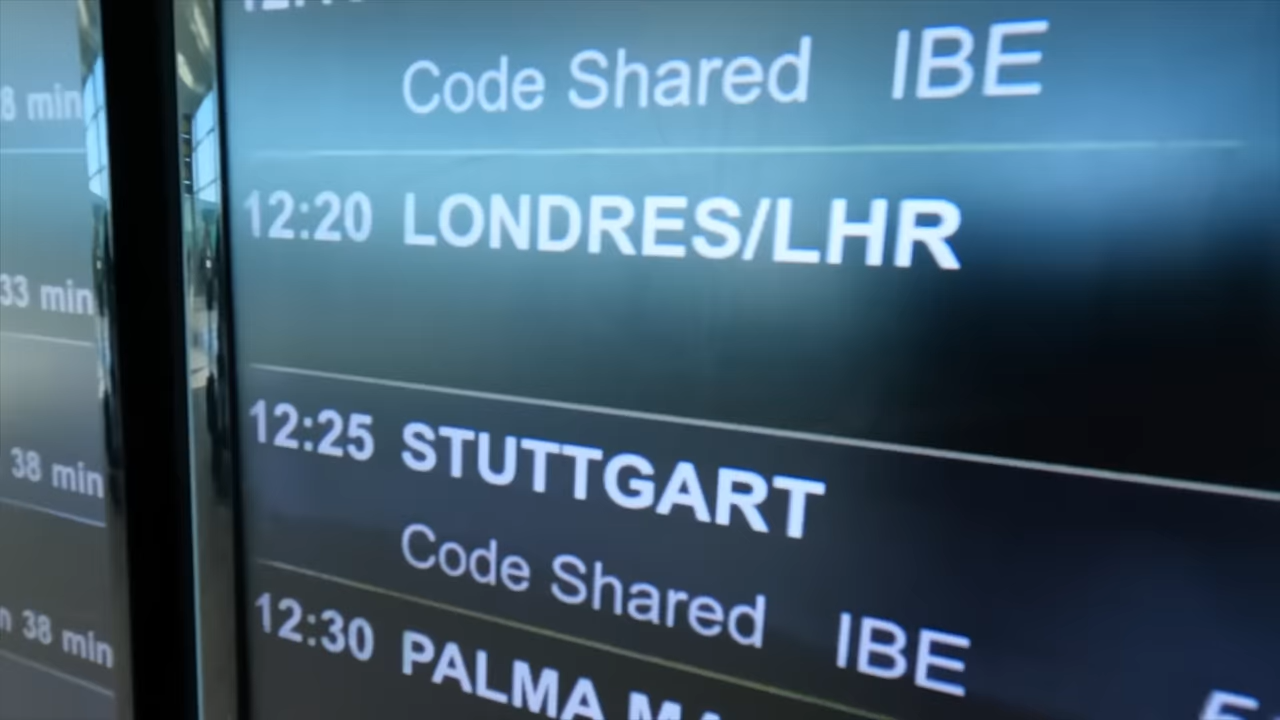 8 min
33 min
38 min
38 min
Code Shared IBE
12:20 LONDRES/LHR
12:25 STUTTGART
Code Shared IBE
12:30 PALMA